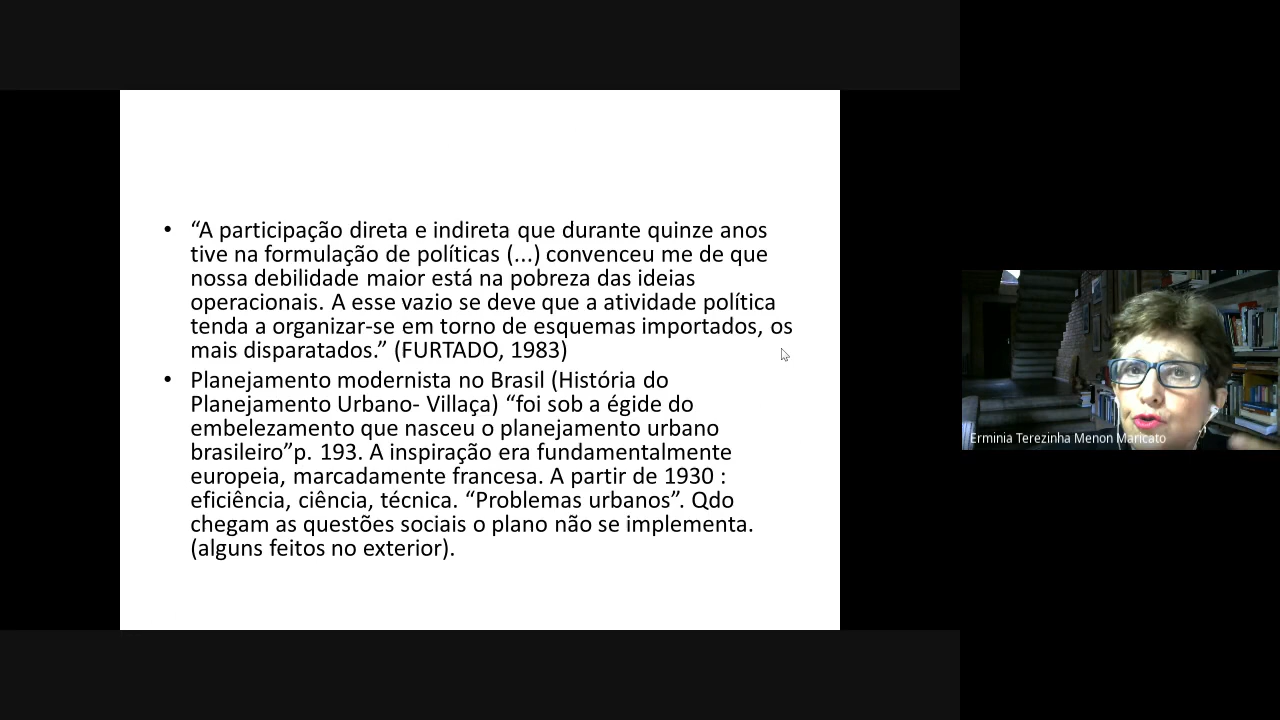 • “A participação direta e indireta que durante quinze anos
tive na formulação de políticas (...) convenceu me de que
nossa debilidade maior está na pobreza das ideias
operacionais. A esse vazio se deve que a atividade política
tenda a organizar-se em torno de esquemas importados, os
mais disparatados.” (FURTADO, 1983)
• Planejamento modernista no Brasil (História do
Planejamento Urbano- Villaça) “foi sob a égide do
embelezamento que nasceu o planejamento urbano
brasileiro”p. 193. A inspiração era fundamentalmente
europeia, marcadamente francesa. A partir de 1930 :
eficiência, ciência, técnica. “Problemas urbanos”. Qdo
chegam as questões sociais o plano não se implementa.
(alguns feitos no exterior).
Erminia Terezinha Menon Maricato